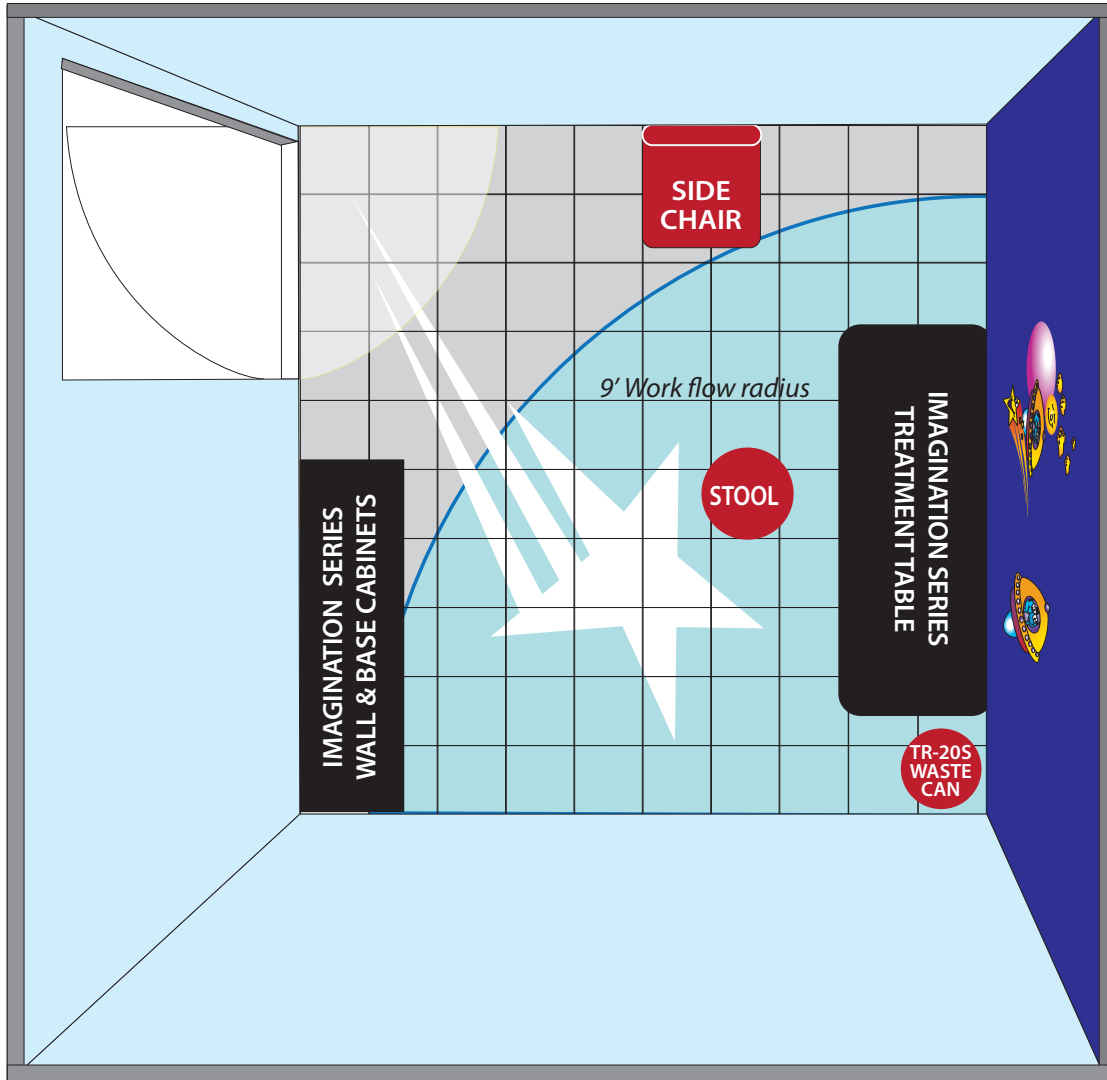 SIDE
CHAIR
9’ Work flow radius
STOOL
IMAGINATION SERIES
TREATMENT TABLE
IMAGINATION SERIES
WALL & BASE CABINETS
TR-20S
WASTE
CAN